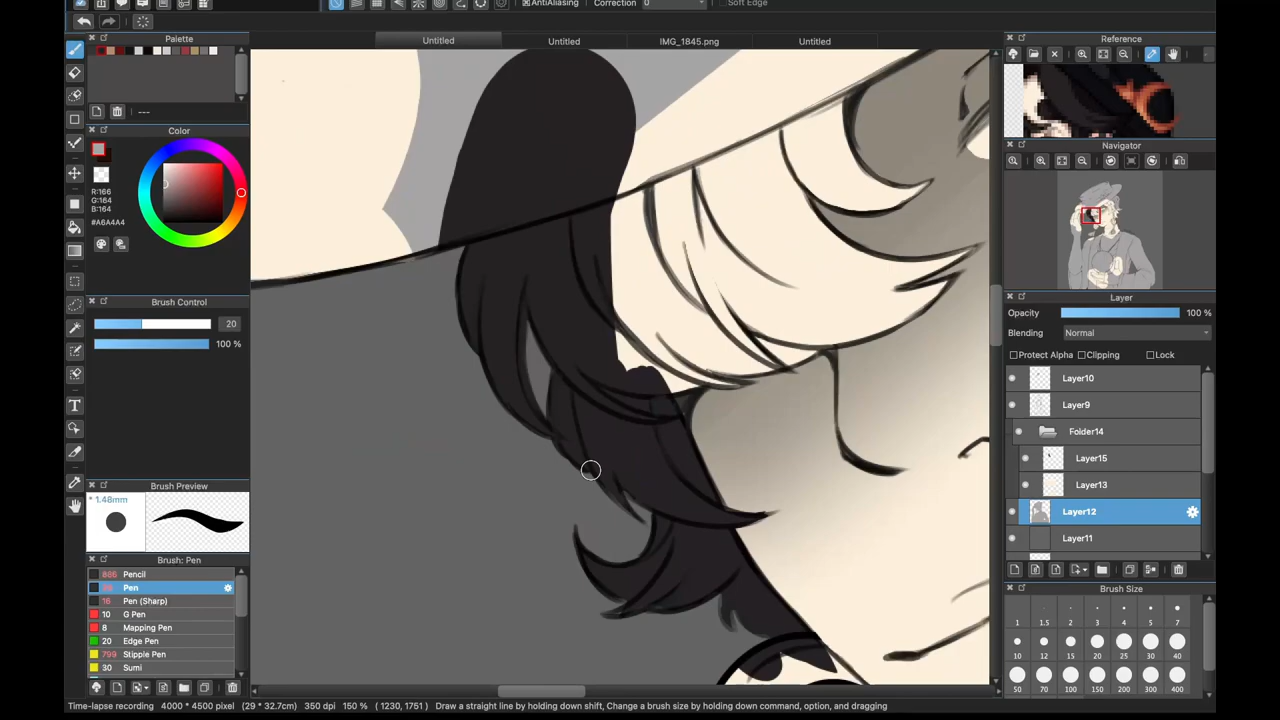 AntiAliasing Correction 0 Soft Edge
Palette
Untitled Untitled IMG_1845.png Untitled
Reference
---
Color
R:166
G:164
B:164
#A6A4A4
Navigator
Brush Control
20
100 %
Layer
Opacity 100 %
Blending Normal
Protect Alpha Clipping Lock
Layer10
Layer9
Folder14
Layer15
Layer13
Layer12
Layer11
Brush Preview
* 1.48mm
Brush: Pen
Pencil
Pen
16 Pen (Sharp)
10 G Pen
8 Mapping Pen
20 Edge Pen
799 Stipple Pen
30 Sumi
Brush Size
1 1.5 2 3 4 5 7
10 12 15 20 25 30 40
50 70 100 150 200 300 400
Time-lapse recording 4000 * 4500 pixel (29 * 32.7cm) 350 dpi 150 % ( 1230, 1751 ) Draw a straight line by holding down shift, Change a brush size by holding down command, option, and dragging